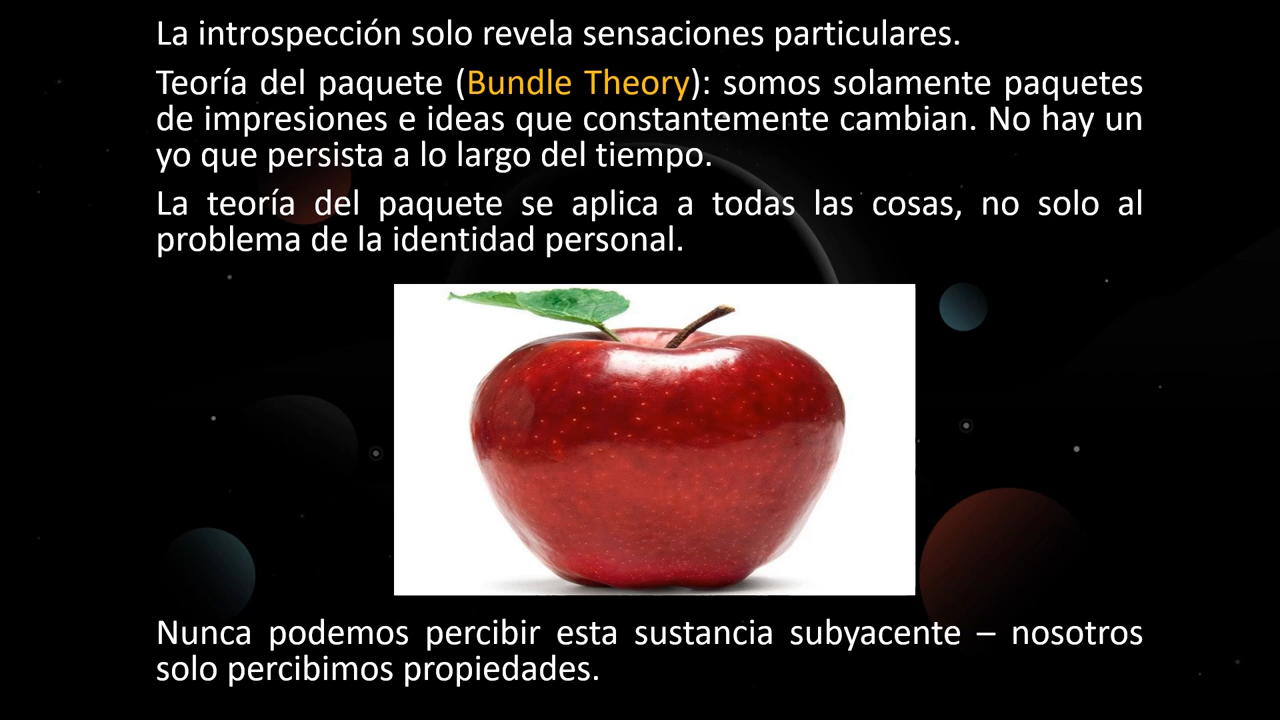 La introspección solo revela sensaciones particulares.
Teoría del paquete (Bundle Theory): somos solamente paquetes
de impresiones e ideas que constantemente cambian. No hay un
yo que persista a lo largo del tiempo.
La teoría del paquete se aplica a todas las cosas, no solo al
problema de la identidad personal.
Nunca podemos percibir esta sustancia subyacente – nosotros
solo percibimos propiedades.